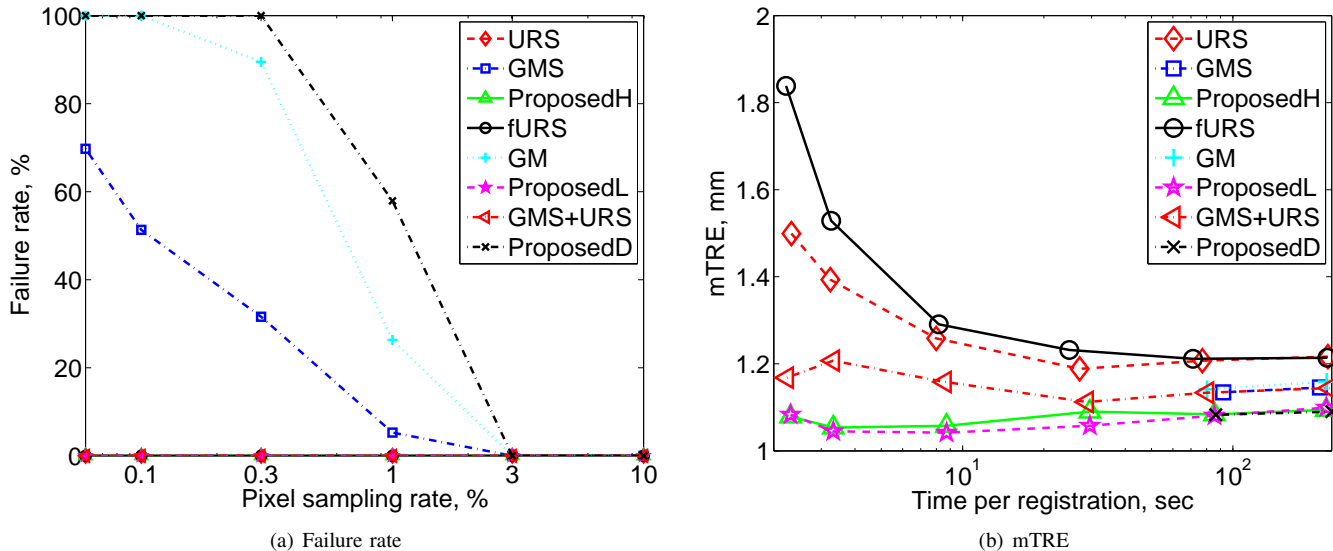 100
80
60
40
20
0
Failure rate, %
0.1
0.3
1
3
10
Pixel sampling rate, %
URS
GMS
ProposedH
fURS
GM
ProposedL
GMS+URS
ProposedD
(a) Failure rate
2
1.8
1.6
1.4
1.2
1
mTRE, mm
10^1
10^2
Time per registration, sec
URS
GMS
ProposedH
fURS
GM
ProposedL
GMS+URS
ProposedD
(b) mTRE